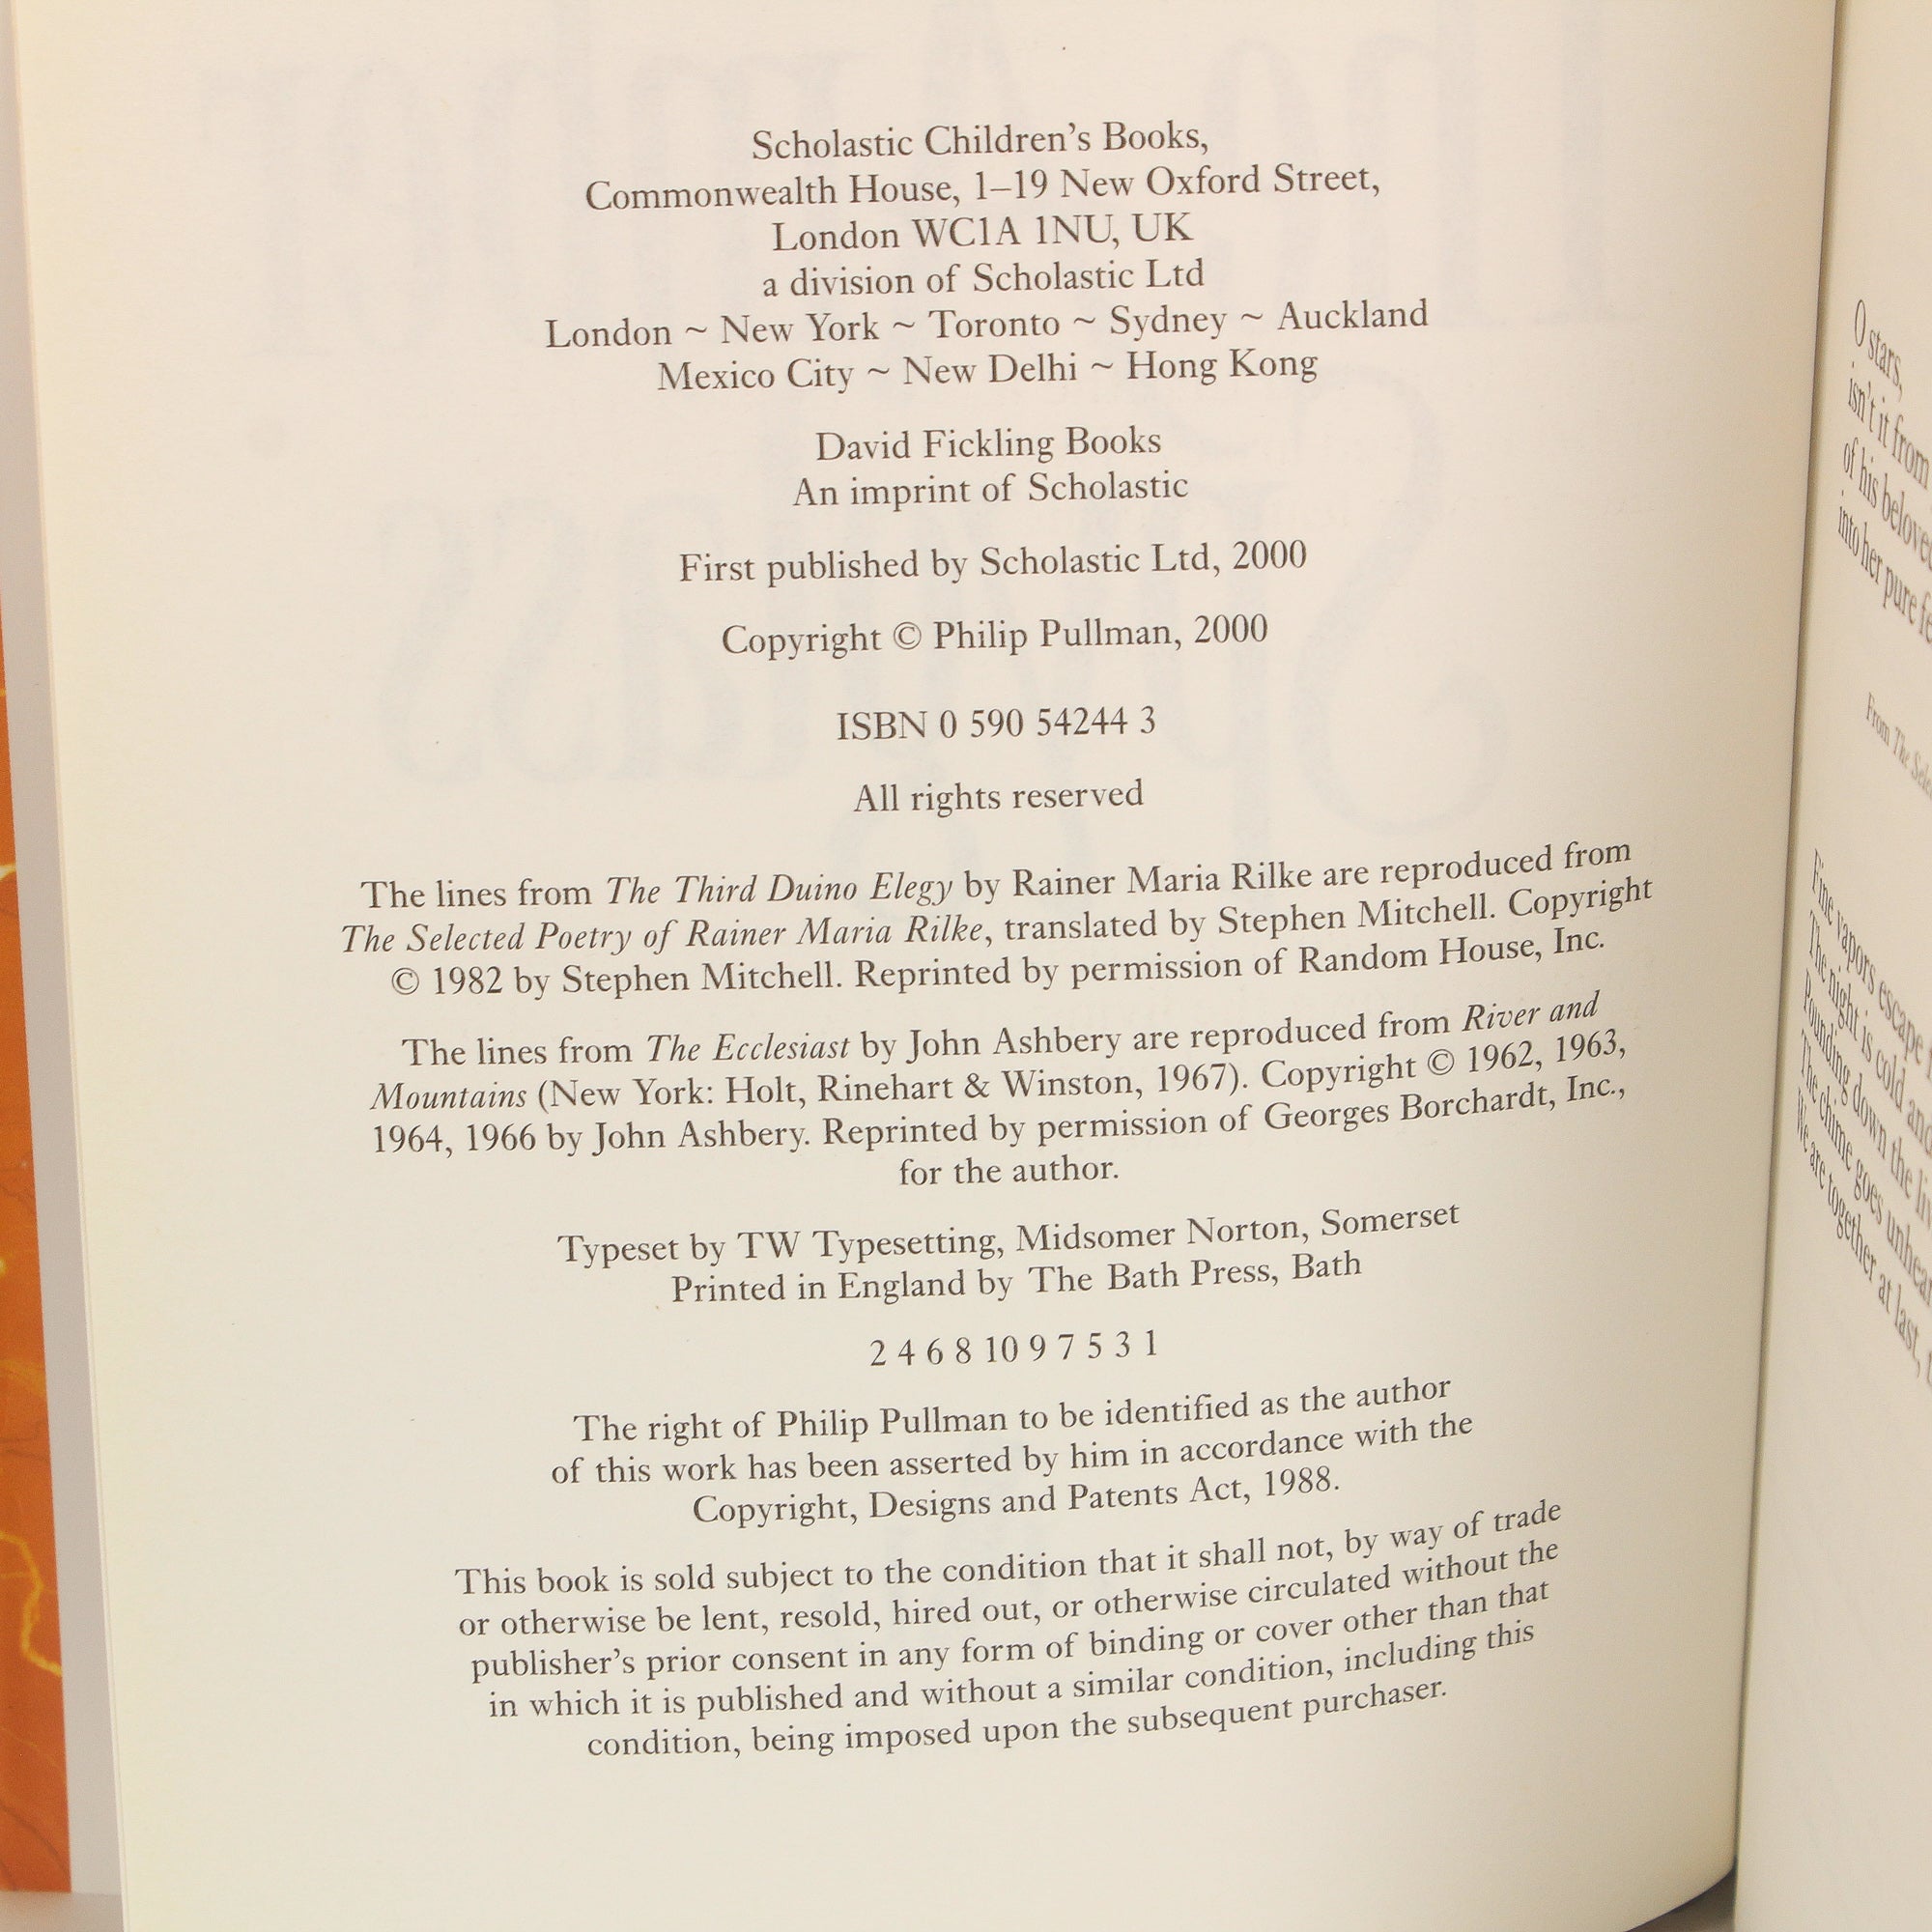 Scholastic Children's Books,
Commonwealth House, 1–19 New Oxford Street,
London WC1A 1NU, UK
a division of Scholastic Ltd
London ~ New York ~ Toronto ~ Sydney ~ Auckland
Mexico City ~ New Delhi ~ Hong Kong
David Fickling Books
An imprint of Scholastic
First published by Scholastic Ltd, 2000
Copyright © Philip Pullman, 2000
ISBN 0 590 54244 3
All rights reserved
The lines from The Third Duino Elegy by Rainer Maria Rilke are reproduced from
The Selected Poetry of Rainer Maria Rilke, translated by Stephen Mitchell. Copyright
© 1982 by Stephen Mitchell. Reprinted by permission of Random House, Inc.
The lines from The Ecclesiast by John Ashbery are reproduced from River and
Mountains (New York: Holt, Rinehart & Winston, 1967). Copyright © 1962, 1963,
1964, 1966 by John Ashbery. Reprinted by permission of Georges Borchardt, Inc.,
for the author.
Typeset by TW Typesetting, Midsomer Norton, Somerset
Printed in England by The Bath Press, Bath
2 4 6 8 10 9 7 5 3 1
The right of Philip Pullman to be identified as the author
of this work has been asserted by him in accordance with the
Copyright, Designs and Patents Act, 1988.
This book is sold subject to the condition that it shall not, by way of trade
or otherwise be lent, resold, hired out, or otherwise circulated without the
publisher's prior consent in any form of binding or cover other than that
in which it is published and without a similar condition, including this
condition, being imposed upon the subsequent purchaser.
O stars,
isn't it from
of his beloved
into her pure
From The
Fine vapors escape
The night is cold and
Pounding down the
The chime goes
We are together at last,